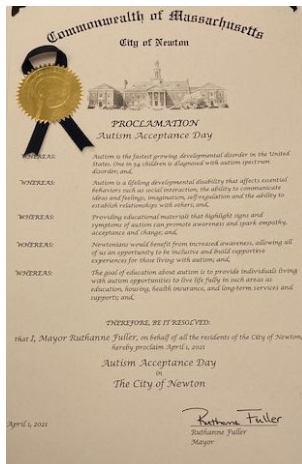 Commonwealth of Massachusetts
City of Newton
PROCLAMATION
Autism Acceptance Day
WHEREAS: Autism is the fastest growing developmental disorder in the United
States. One in 54 children is diagnosed with autism spectrum
disorder; and,
WHEREAS: Autism is a lifelong developmental disability that affects essential
behaviors such as social interaction, the ability to communicate
ideas and feelings, imagination, self-regulation and the ability to
establish relationships with others; and,
WHEREAS: Providing educational materials that highlight signs and
symptoms of autism can promote awareness and spark empathy,
acceptance and change; and,
WHEREAS: Newtonians would benefit from increased awareness, allowing all
of us an opportunity to be inclusive and build supportive
experiences for those living with autism; and,
WHEREAS: The goal of education about autism is to provide individuals living
with autism opportunities to live life fully in such areas as
education, housing, health insurance, and long-term services and
supports; and,
THEREFORE, BE IT RESOLVED:
that I, Mayor Ruthanne Fuller, on behalf of all the residents of the City of Newton,
hereby proclaim April 1, 2021
Autism Acceptance Day
in
The City of Newton
April 1, 2021
Ruthanne Fuller
Ruthanne Fuller
Mayor